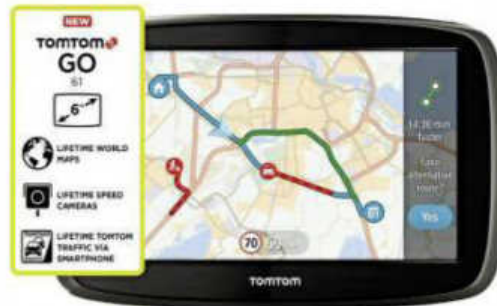 NEW
TOMTOM
GO
61
6"
LIFETIME WORLD
MAPS
LIFETIME SPEED
CAMERAS
LIFETIME TOMTOM
TRAFFIC VIA
SMARTPHONE
min
faster
Take
alternative
route?
Yes
70
TOMTOM